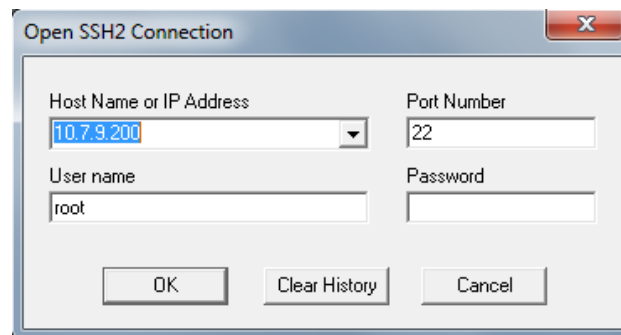 Open SSH2 Connection
Host Name or IP Address Port Number
10.7.9.200 22
User name Password
root
OK Clear History Cancel